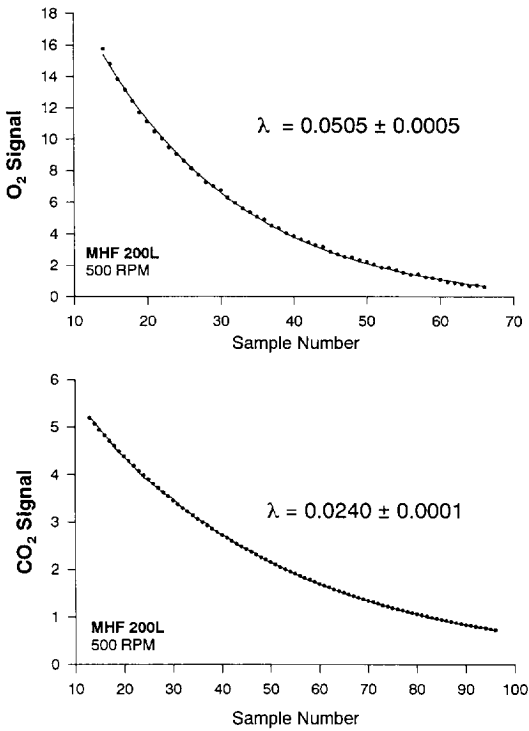 18
16
14
12
10
8
6
4
2
0
O₂ Signal
λ = 0.0505 ± 0.0005
MHF 200L
500 RPM
10 20 30 40 50 60 70
Sample Number
6
5
4
3
2
1
0
CO₂ Signal
λ = 0.0240 ± 0.0001
MHF 200L
500 RPM
10 20 30 40 50 60 70 80 90 100
Sample Number